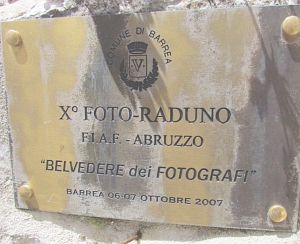 COMUNE DI BARREA
X° FOTO-RADUNO
F.I.A.F. - ABRUZZO
"BELVEDERE dei FOTOGRAFI"
BARREA 06-07 OTTOBRE 2007